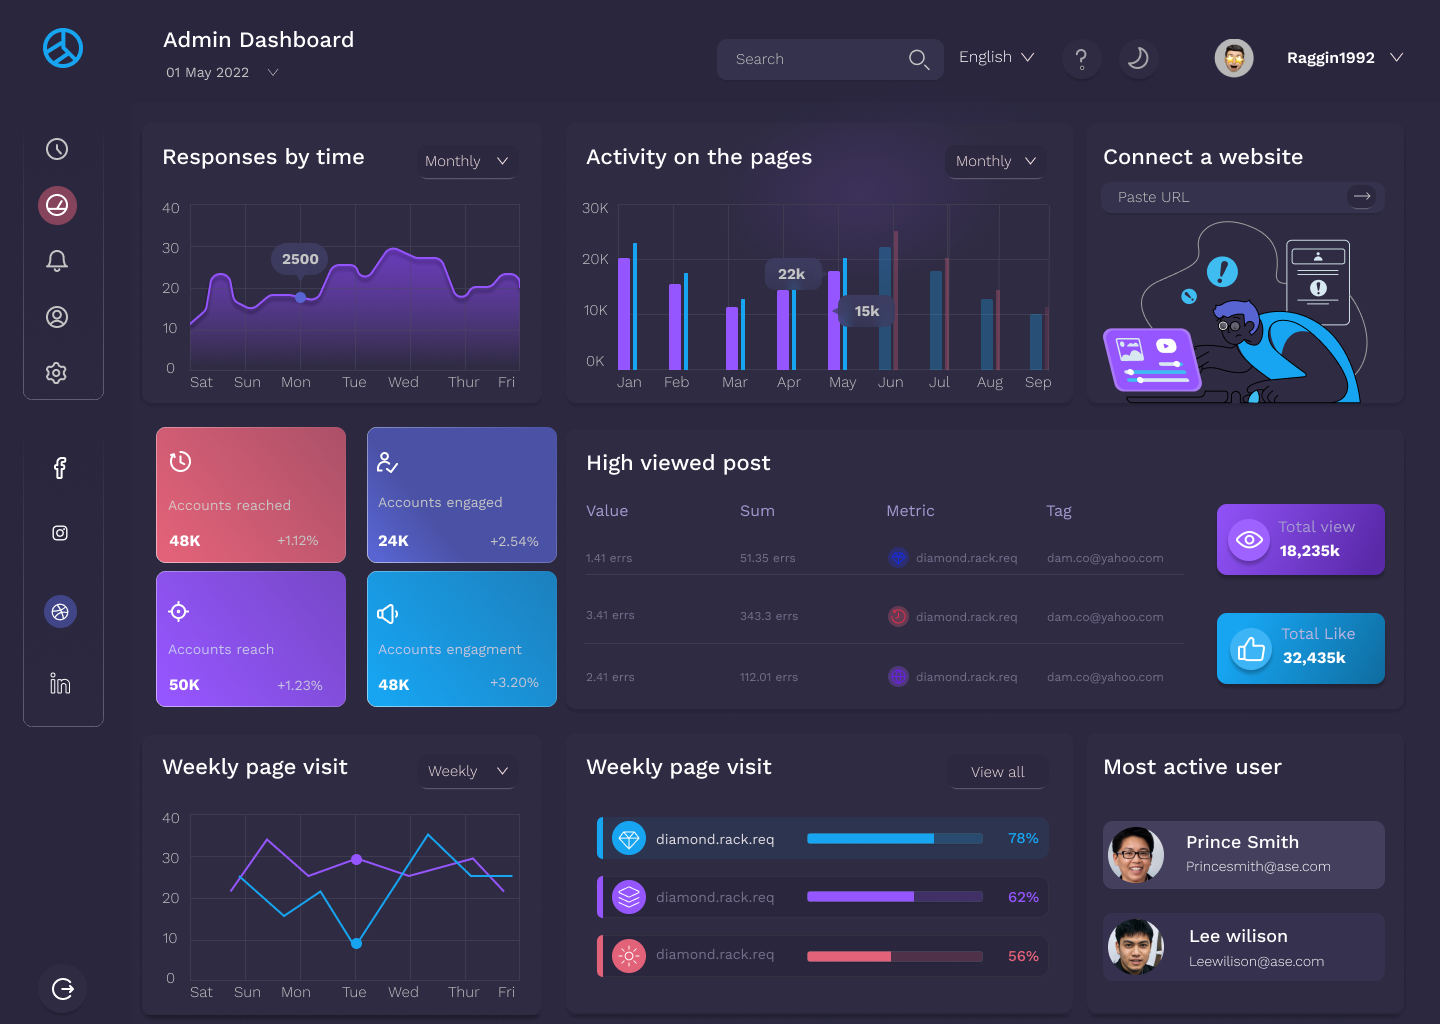 Admin Dashboard
01 May 2022
Search
English
?
Raggin1992
Responses by time
Monthly
40
30
20
10
0
2500
Sat Sun Mon Tue Wed Thur Fri
Activity on the pages
Monthly
30K
20K
10K
0K
22k
15k
Jan Feb Mar Apr May Jun Jul Aug Sep
Connect a website
Paste URL
Accounts reached
48K +1.12%
Accounts engaged
24K +2.54%
Accounts reach
50K +1.23%
Accounts engagment
48K +3.20%
High viewed post
Value Sum Metric Tag
1.41 errs 51.35 errs diamond.rack.req dam.co@yahoo.com
3.41 errs 343.3 errs diamond.rack.req dam.co@yahoo.com
2.41 errs 112.01 errs diamond.rack.req dam.co@yahoo.com
Total view
18,235k
Total Like
32,435k
Weekly page visit
Weekly
40
30
20
10
0
Sat Sun Mon Tue Wed Thur Fri
Weekly page visit
View all
diamond.rack.req 78%
diamond.rack.req 62%
diamond.rack.req 56%
Most active user
Prince Smith
Princesmith@ase.com
Lee wilison
Leewilison@ase.com